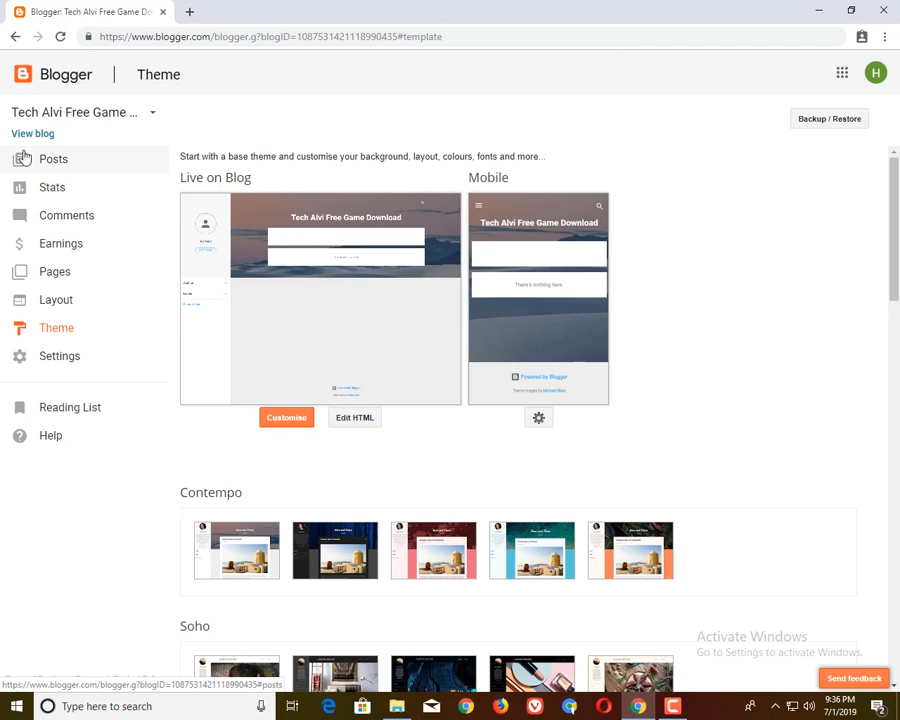 Blogger: Tech Alvi Free Game Do
https://www.blogger.com/blogger.g?blogID=1087531421118990435#template
Blogger
Theme
H
Tech Alvi Free Game ...
View blog
Backup / Restore
Posts
Stats
Comments
Earnings
Pages
Layout
Theme
Settings
Reading List
Help
Start with a base theme and customise your background, layout, colours, fonts and more...
Live on Blog
Mobile
Tech Alvi Free Game Download
Tech Alvi Free Game Download
There's nothing here.
Powered by Blogger
Customise
Edit HTML
Contempo
Soho
Activate Windows
Go to Settings to activate Windows.
Send feedback
https://www.blogger.com/blogger.g?blogID=1087531421118990435#posts
Type here to search
9:36 PM
7/1/2019
2